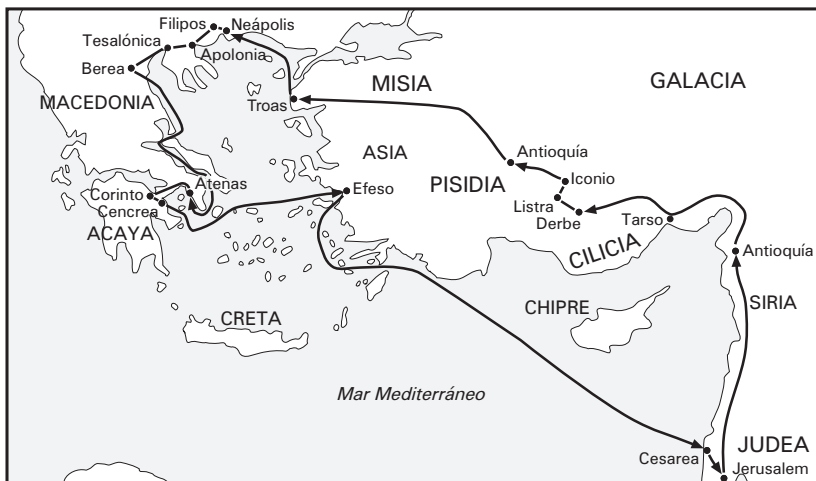 Filipos
Neápolis
Tesalónica
Apolonia
Berea
MACEDONIA
MISIA
GALACIA
Troas
ASIA
Antioquía
Iconio
PISIDIA
Listra
Derbe
Atenas
Efeso
Corinto
Cencrea
ACAYA
Tarso
CILICIA
Antioquía
CRETA
CHIPRE
SIRIA
Mar Mediterráneo
Cesarea
JUDEA
Jerusalem